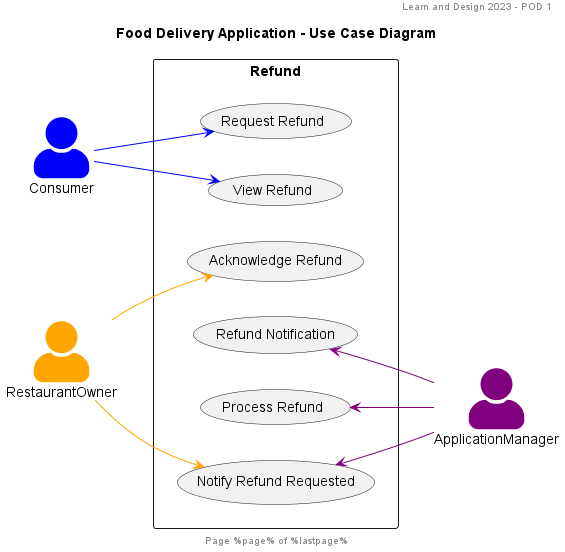 Learn and Design 2023 - POD 1
Food Delivery Application - Use Case Diagram
Refund
Request Refund
Consumer
View Refund
Acknowledge Refund
Refund Notification
RestaurantOwner
Process Refund
ApplicationManager
Notify Refund Requested
Page %page% of %lastpage%